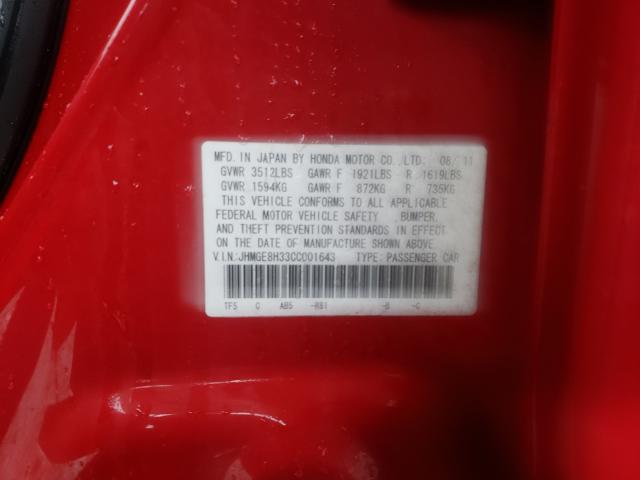 MFD. IN JAPAN BY HONDA MOTOR CO., LTD. 08/11
GVWR 3512LBS GAWR F 1921LBS R 1619LBS
GVWR 1594KG GAWR F 872KG R 735KG
THIS VEHICLE CONFORMS TO ALL APPLICABLE
FEDERAL MOTOR VEHICLE SAFETY , BUMPER,
AND THEFT PREVENTION STANDARDS IN EFFECT
ON THE DATE OF MANUFACTURE SHOWN ABOVE.
V.I.N: JHMGE8H33CC001643 TYPE: PASSENGER CAR
TF5 C AB5 -R81 -B -C